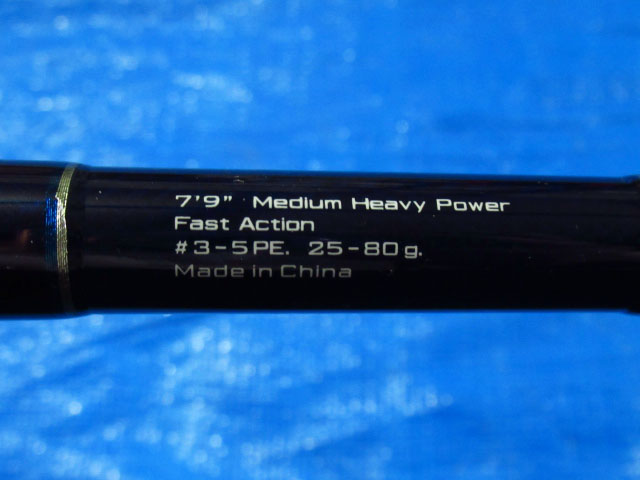 7'9" Medium Heavy Power
Fast Action
#3-5PE. 25-80g.
Made in China